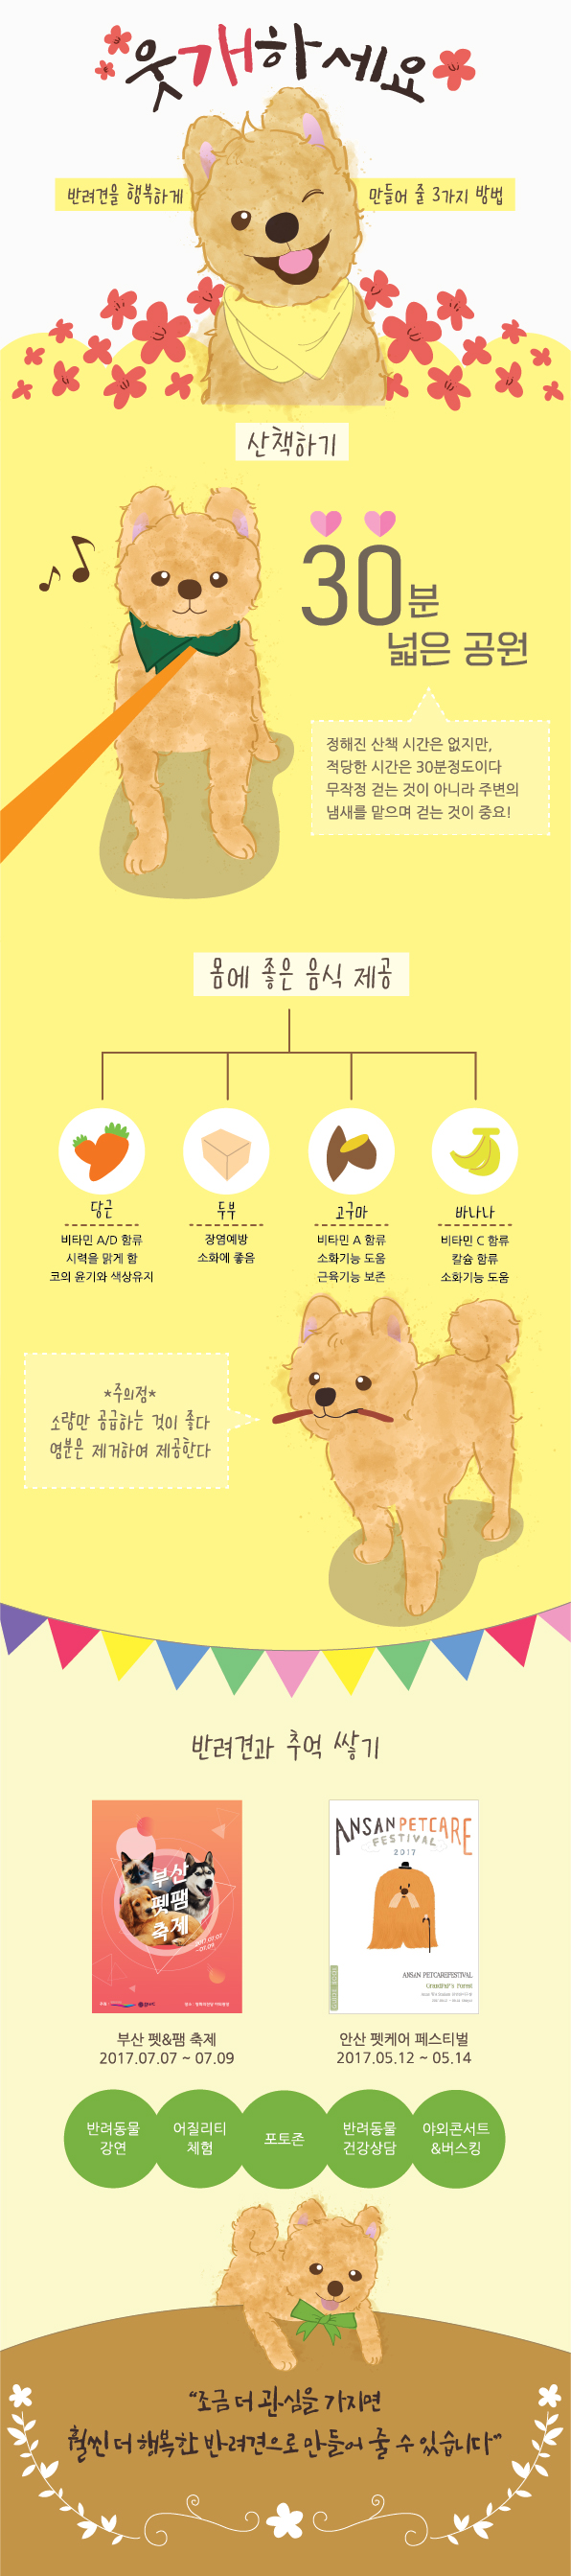 웃개하세요
반려견을 행복하게 만들어 줄 3가지 방법
산책하기
30분
넓은 공원
정해진 산책 시간은 없지만,
적당한 시간은 30분정도이다
무작정 걷는 것이 아니라 주변의
냄새를 맡으며 걷는 것이 중요!
몸에 좋은 음식 제공
당근
비타민 A/D 함류
시력을 맑게 함
코의 윤기와 색상유지
두부
장염예방
소화에 좋음
고구마
비타민 A 함류
소화기능 도움
근육기능 보존
바나나
비타민 C 함류
칼슘 함류
소화기능 도움
*주의점*
소량만 공급하는 것이 좋다
염분은 제거하여 제공한다
반려견과 추억 쌓기
부산
펫팸
축제
2017.07.07
~07.09
ANSAN PETCARE
FESTIVAL
2017
ANSAN PETCAREFESTIVAL
부산 펫&팸 축제
2017.07.07 ~ 07.09
안산 펫케어 페스티벌
2017.05.12 ~ 05.14
반려동물
강연
어질리티
체험
포토존
반려동물
건강상담
야외콘서트
&버스킹
“조금 더 관심을 가지면
훨씬 더 행복한 반려견으로 만들어 줄 수 있습니다”